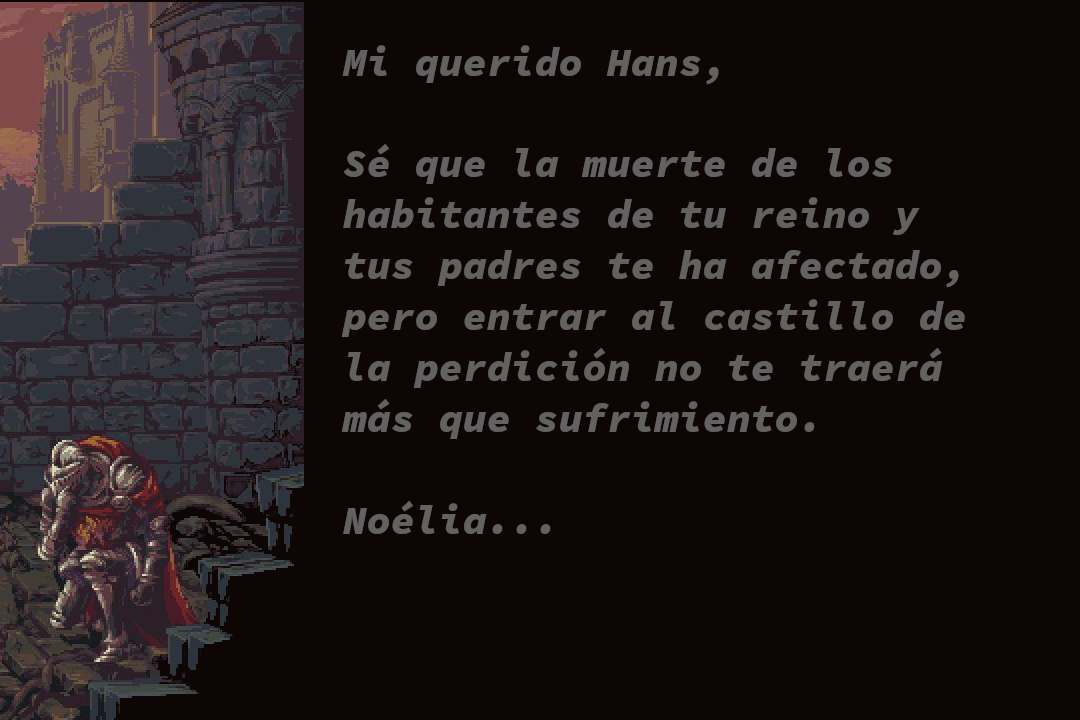 Mi querido Hans,
Sé que la muerte de los
habitantes de tu reino y
tus padres te ha afectado,
pero entrar al castillo de
la perdición no te traerá
más que sufrimiento.
Noélia...